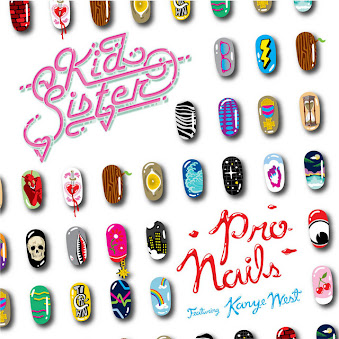 Kid
Sister
Pro
Nails
Featuring Kanye West